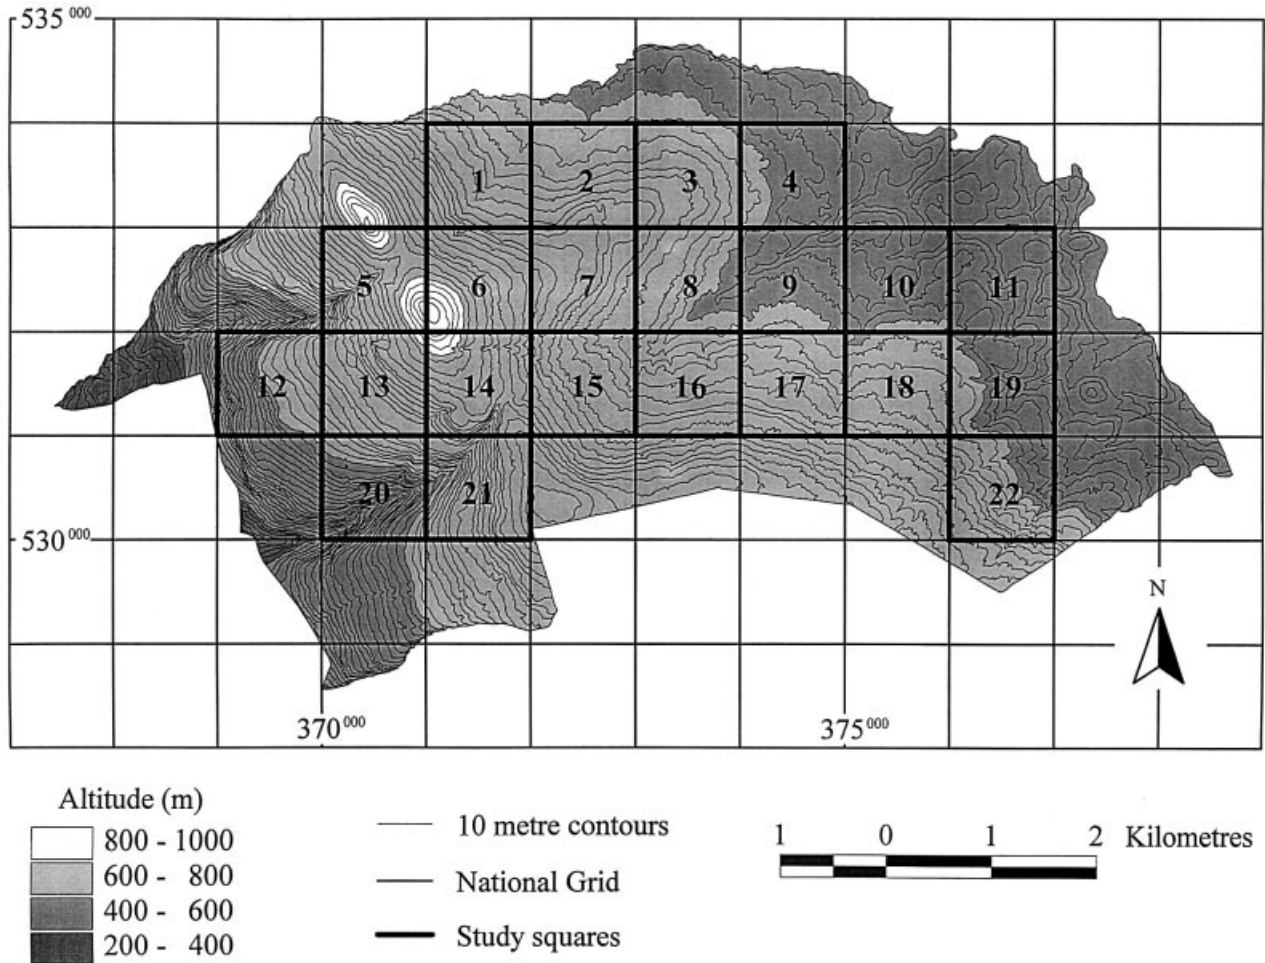 535 000
1 2 3 4
5 6 7 8 9 10 11
12 13 14 15 16 17 18 19
20 21 22
530 000
N
370 000 375 000
Altitude (m)
800 - 1000
600 - 800
400 - 600
200 - 400
10 metre contours
National Grid
Study squares
1 0 1 2 Kilometres